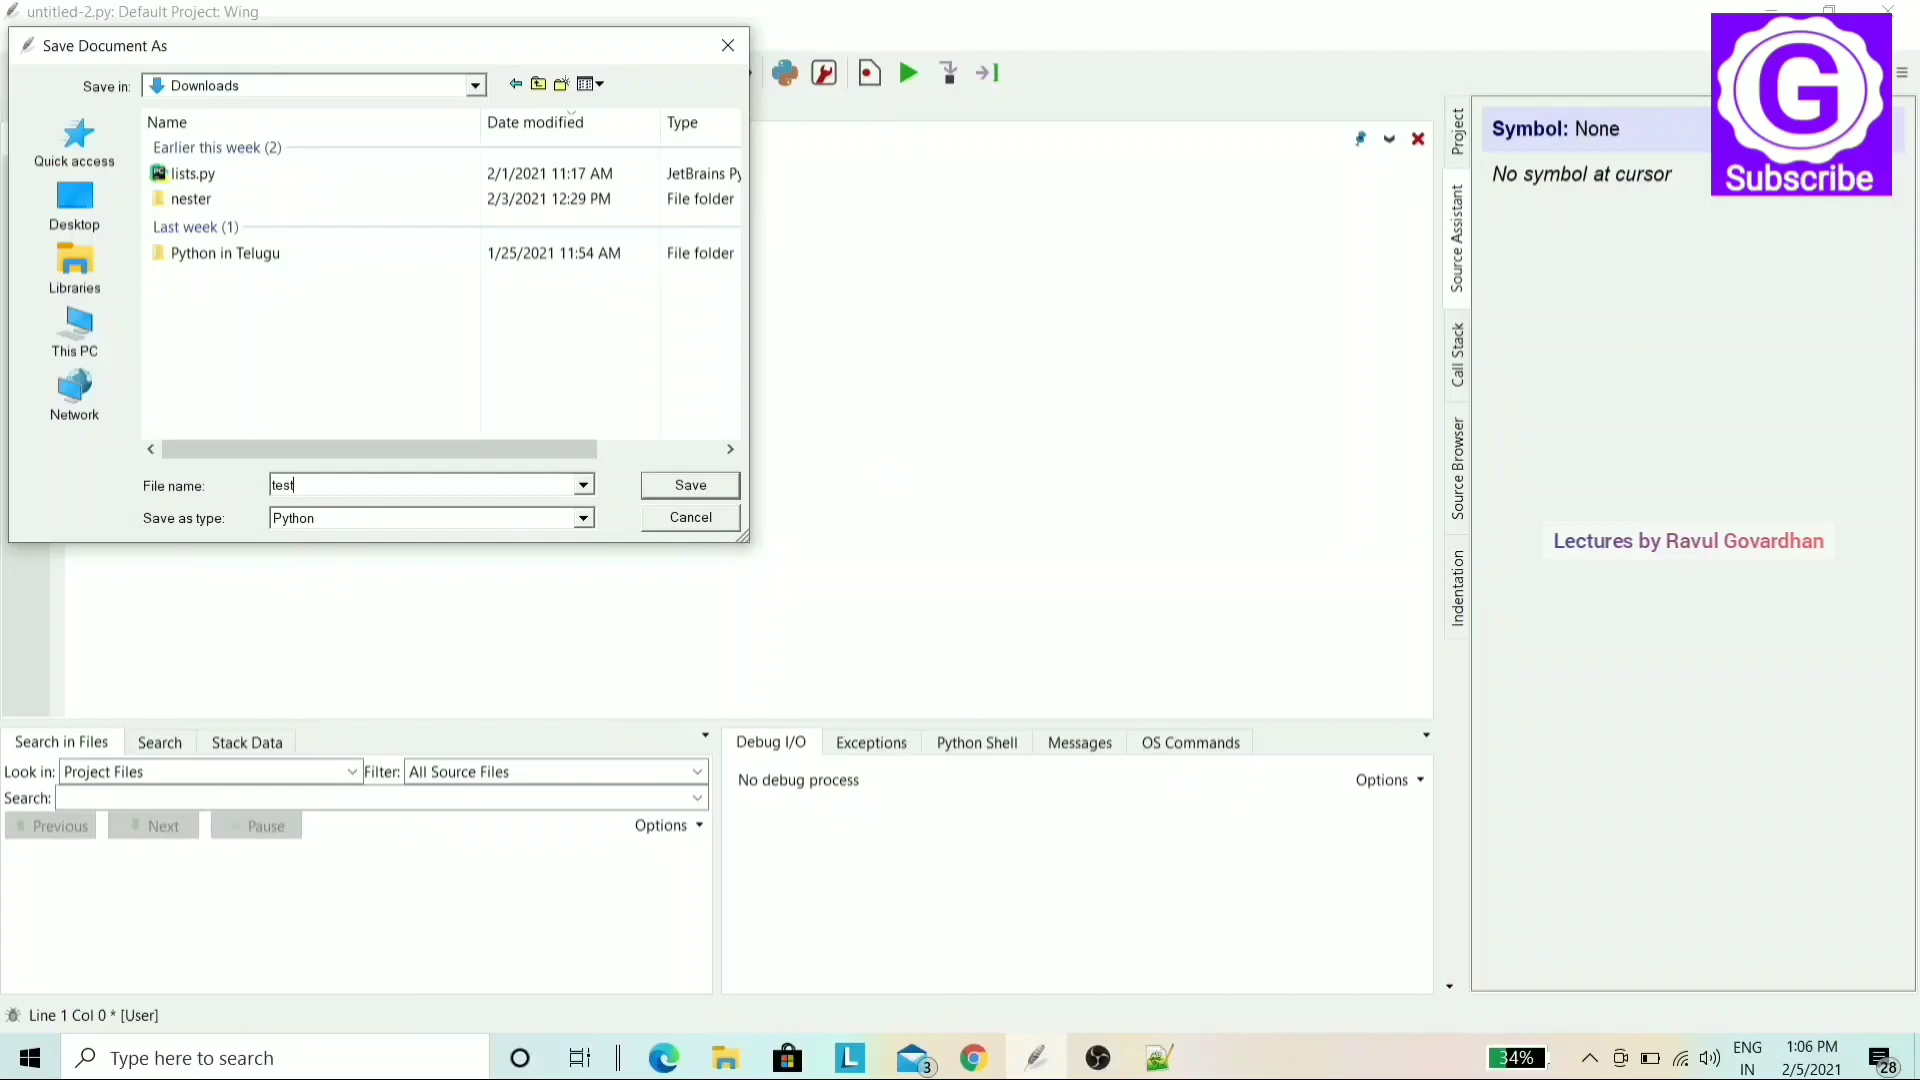 untitled-2.py: Default Project: Wing
Save Document As
Save in: Downloads
Name Date modified Type
Earlier this week (2)
lists.py 2/1/2021 11:17 AM JetBrains Py
nester 2/3/2021 12:29 PM File folder
Last week (1)
Python in Telugu 1/25/2021 11:54 AM File folder
Quick access
Desktop
Libraries
This PC
Network
File name: test Save
Save as type: Python Cancel
G
Subscribe
Project
Source Assistant
Call Stack
Source Browser
Indentation
Symbol: None
No symbol at cursor
Lectures by Ravul Govardhan
Search in Files Search Stack Data
Look in: Project Files Filter: All Source Files
Search:
Previous Next Pause Options
Debug I/O Exceptions Python Shell Messages OS Commands
No debug process Options
Line 1 Col 0 * [User]
Type here to search
L
3
34%
ENG
IN
1:06 PM
2/5/2021
28